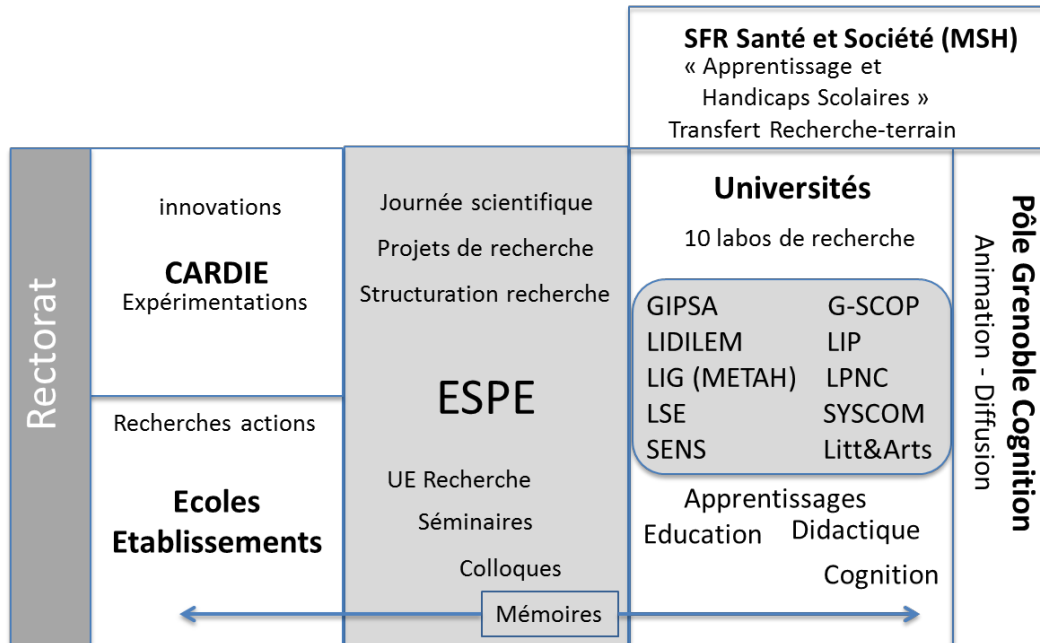 SFR Santé et Société (MSH)
« Apprentissage et
Handicaps Scolaires »
Transfert Recherche-terrain
Rectorat
innovations
CARDIE
Expérimentations
Recherches actions
Ecoles
Etablissements
Journée scientifique
Projets de recherche
Structuration recherche
ESPE
UE Recherche
Séminaires
Colloques
Mémoires
Universités
10 labos de recherche
GIPSA G-SCOP
LIDILEM LIP
LIG (METAH) LPNC
LSE SYSCOM
SENS Litt&Arts
Apprentissages
Education Didactique
Cognition
Pôle Grenoble Cognition
Animation - Diffusion